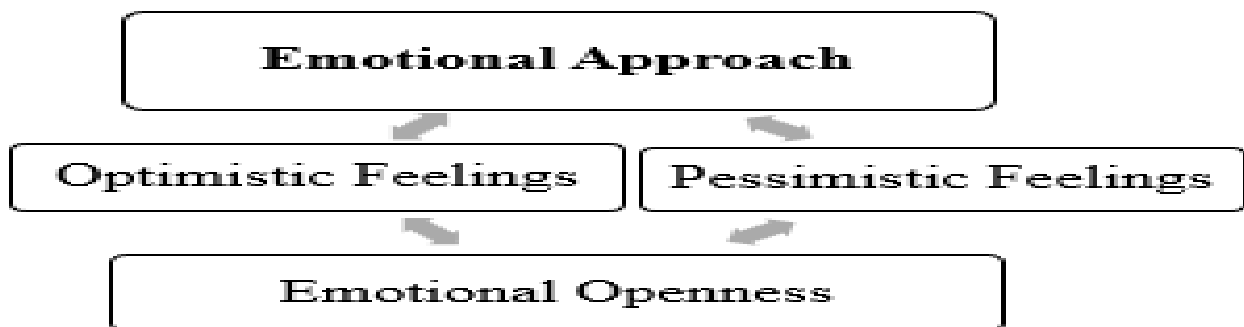 Emotional Approach
Optimistic Feelings
Pessimistic Feelings
Emotional Openness